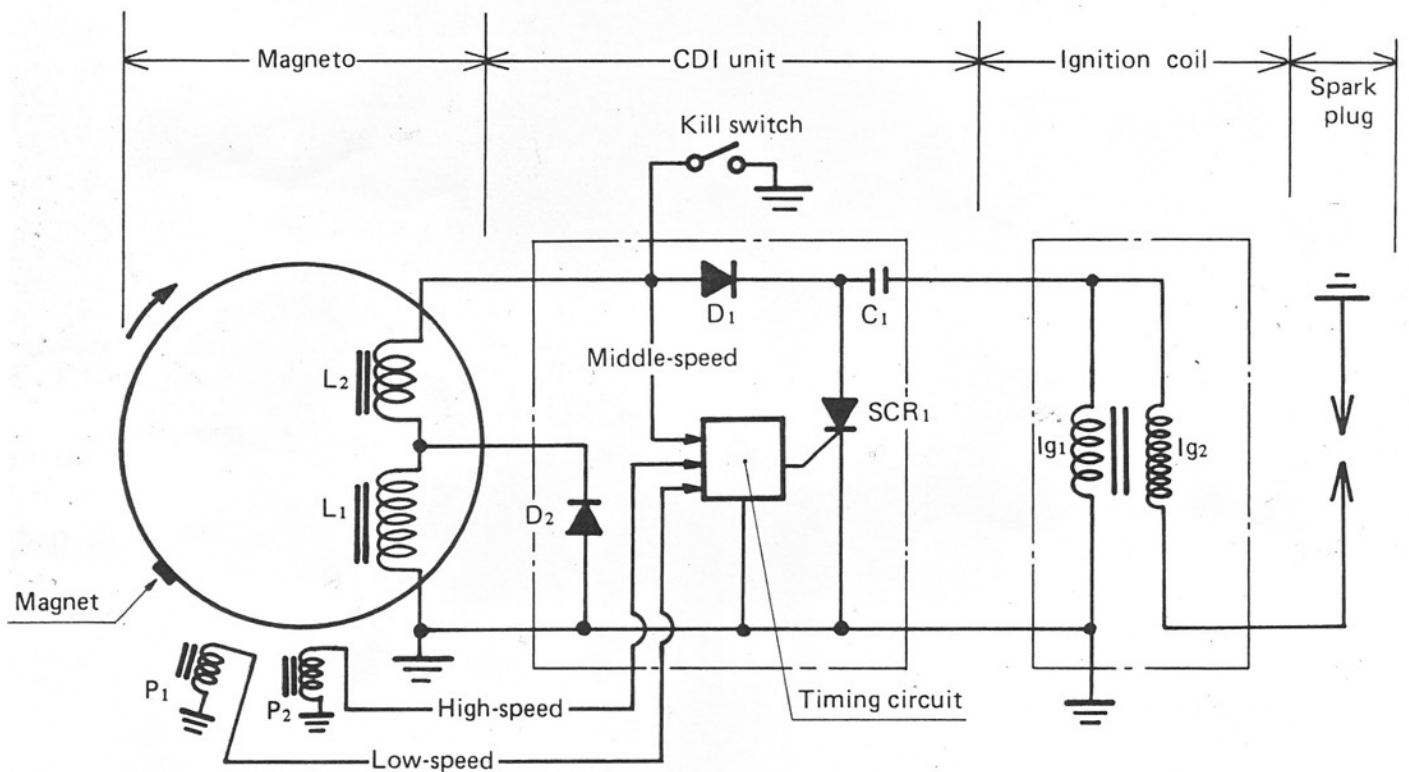 Magneto
CDI unit
Ignition coil
Spark
plug
Kill switch
D1
C1
L2
Middle-speed
SCR1
Ig1
Ig2
L1
D2
Magnet
P1
P2
High-speed
Timing circuit
Low-speed